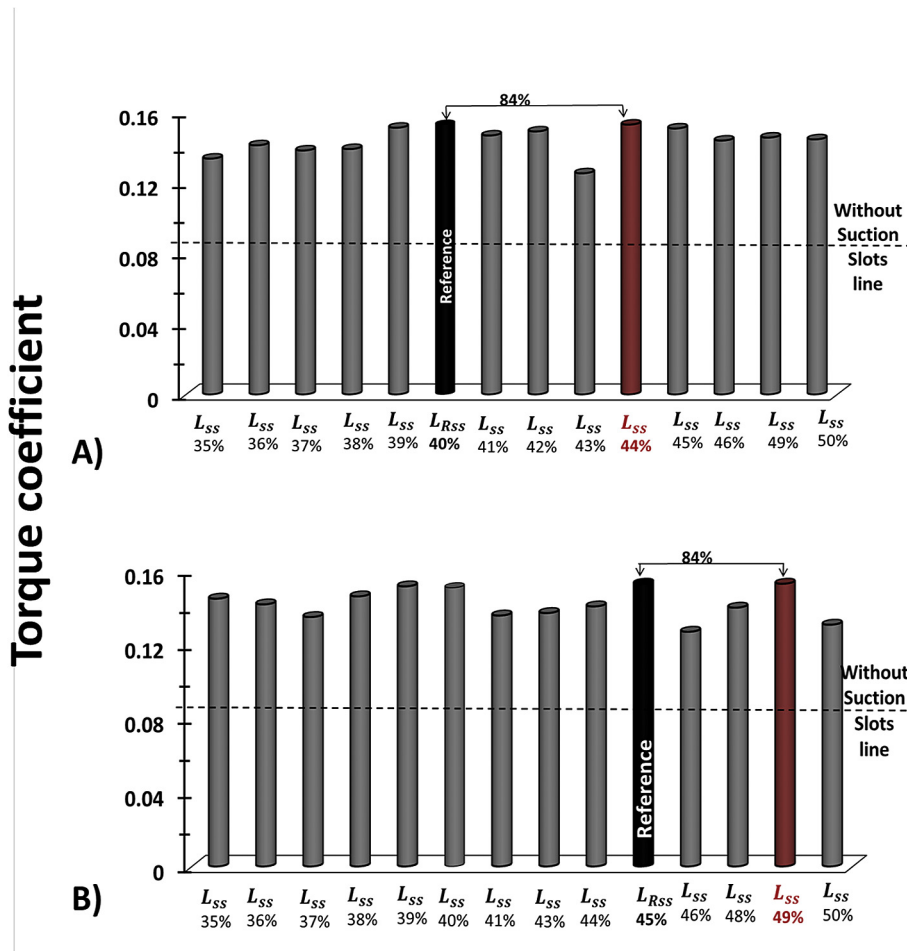 Torque coefficient
84%
0.16
0.12
0.08
0.04
0
Reference
Without
Suction
Slots
line
A)
Lss Lss Lss Lss Lss LRss Lss Lss Lss Lss Lss Lss Lss Lss
35% 36% 37% 38% 39% 40% 41% 42% 43% 44% 45% 46% 49% 50%
84%
0.16
0.12
0.08
0.04
0
Reference
Without
Suction
Slots
line
B)
Lss Lss Lss Lss Lss Lss Lss Lss Lss LRss Lss Lss Lss Lss
35% 36% 37% 38% 39% 40% 41% 43% 44% 45% 46% 48% 49% 50%